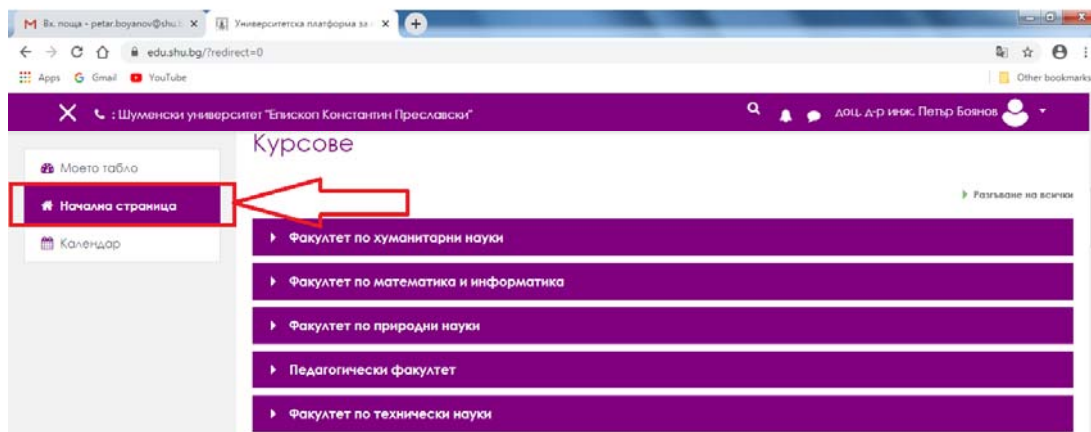 Вх. поща - petar.boyanov@shu.b
Университетска платформа за
edu.shu.bg/?redirect=0
Apps Gmail YouTube Other bookmarks
: Шуменски университет "Епископ Константин Преславски" доц. д-р инж. Петър Боянов
Курсове
Моето табло
Разгъване на всички
Начална страница
Факултет по хуманитарни науки
Календар
Факултет по математика и информатика
Факултет по природни науки
Педагогически факултет
Факултет по технически науки